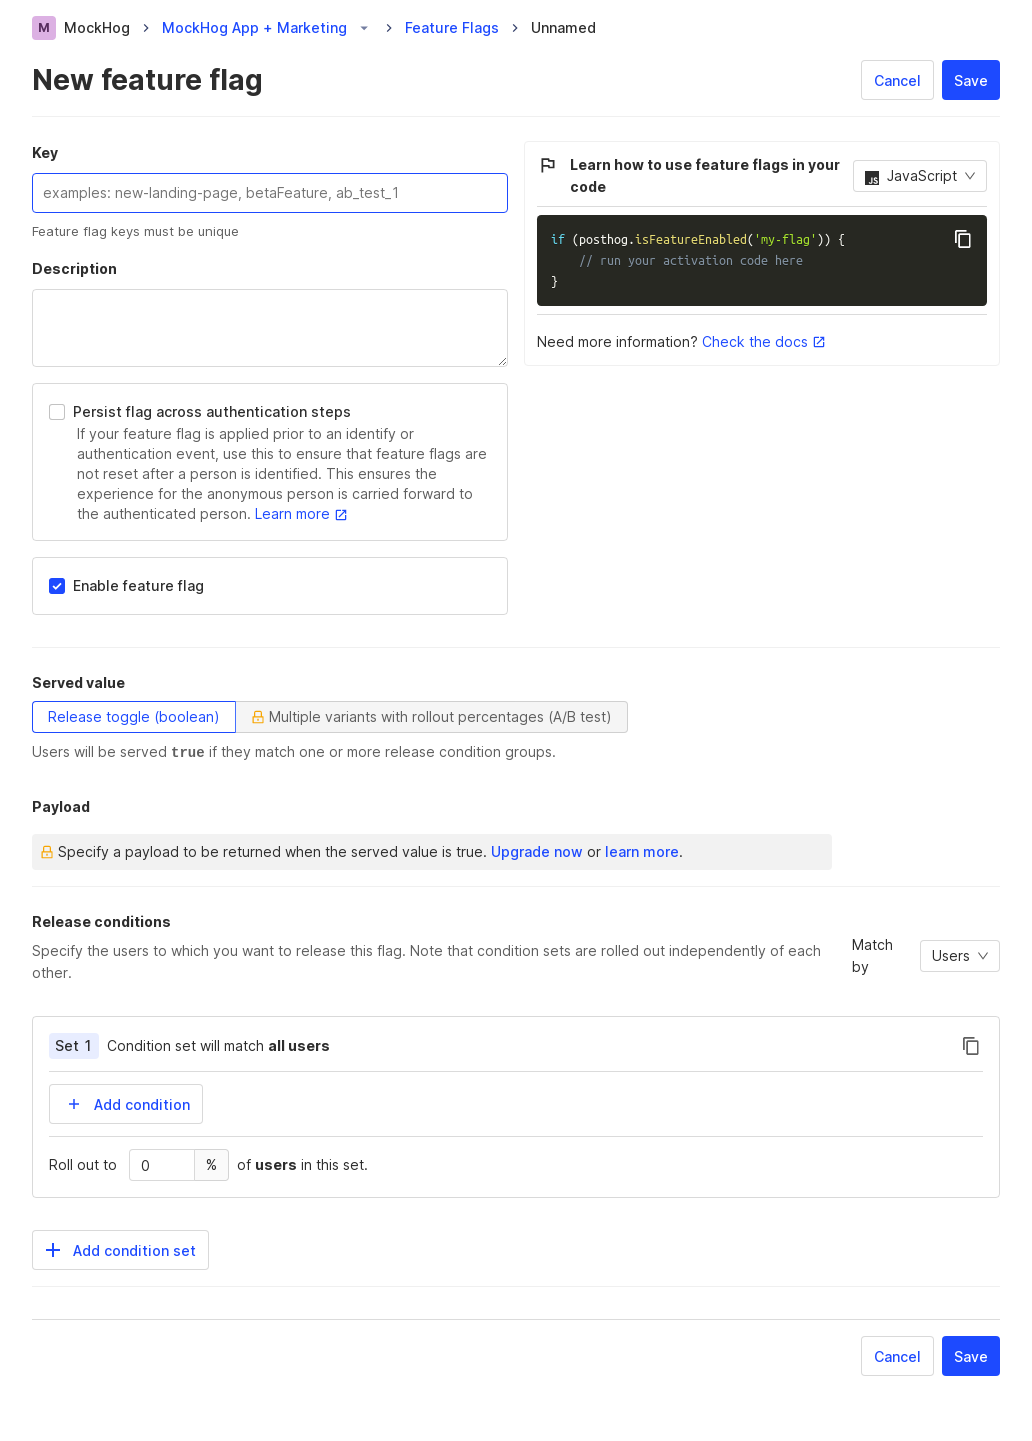 M MockHog > MockHog App + Marketing > Feature Flags > Unnamed
New feature flag
Cancel
Save
Key
examples: new-landing-page, betaFeature, ab_test_1
Feature flag keys must be unique
Description
Persist flag across authentication steps
If your feature flag is applied prior to an identify or
authentication event, use this to ensure that feature flags are
not reset after a person is identified. This ensures the
experience for the anonymous person is carried forward to
the authenticated person. Learn more
Enable feature flag
Learn how to use feature flags in your
code
JS JavaScript
if (posthog.isFeatureEnabled('my-flag')) {
    // run your activation code here
}
Need more information? Check the docs
Served value
Release toggle (boolean)
Multiple variants with rollout percentages (A/B test)
Users will be served true if they match one or more release condition groups.
Payload
Specify a payload to be returned when the served value is true. Upgrade now or learn more.
Release conditions
Specify the users to which you want to release this flag. Note that condition sets are rolled out independently of each
other.
Match
by
Users
Set 1 Condition set will match all users
+ Add condition
Roll out to 0 % of users in this set.
+ Add condition set
Cancel
Save